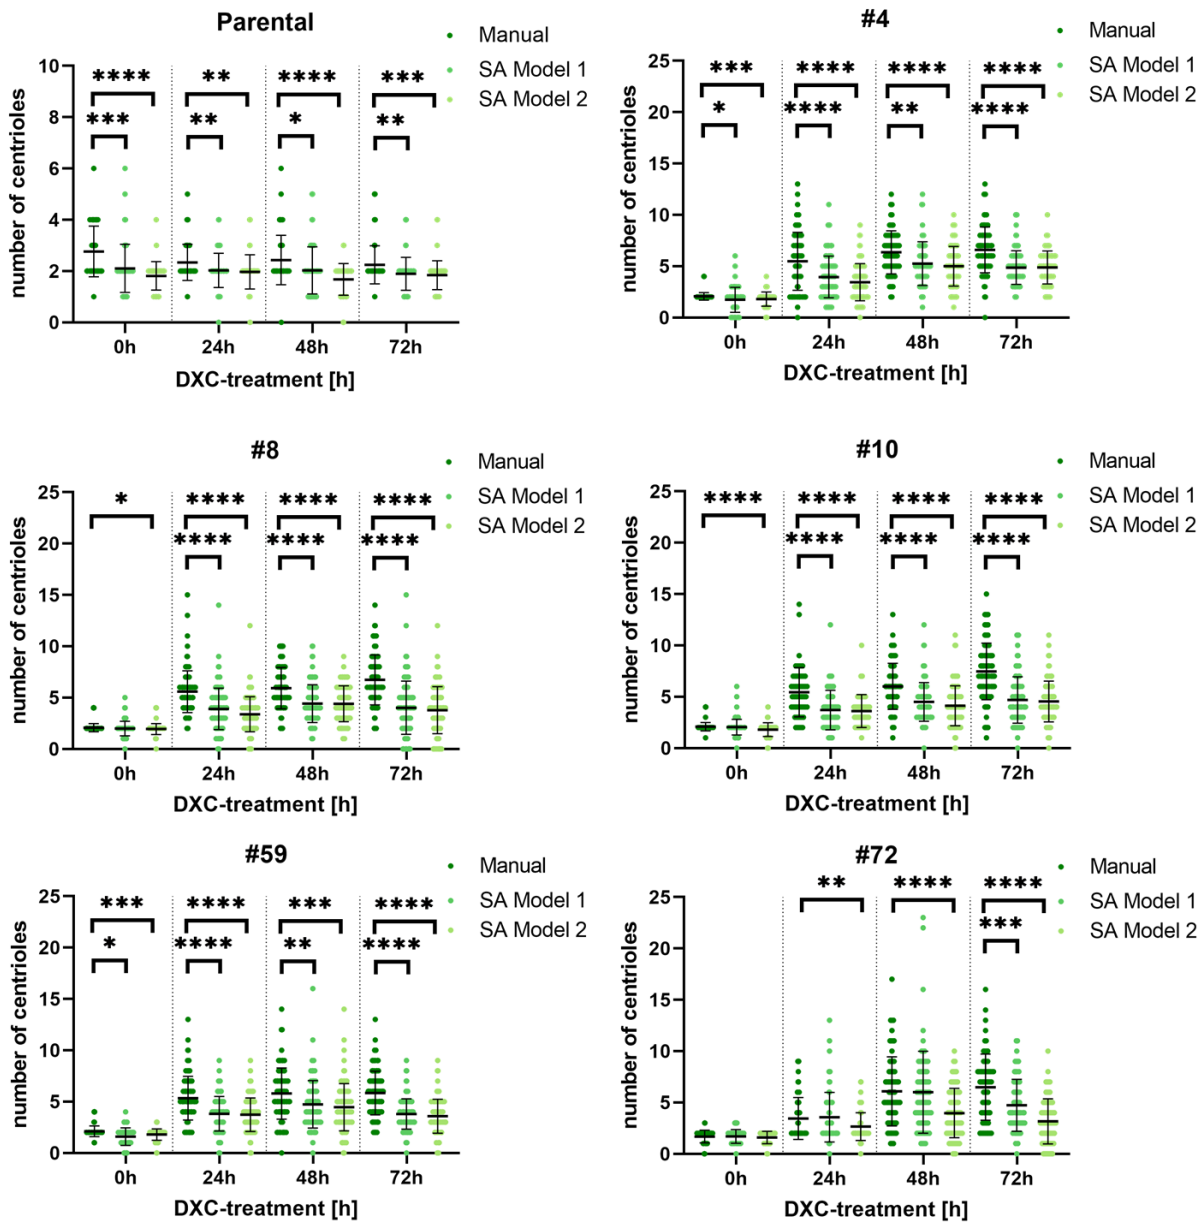 Parental
Manual
SA Model 1
SA Model 2
number of centrioles
10
8
6
4
2
0
**** ** **** ***
*** ** * **
0h 24h 48h 72h
DXC-treatment [h]
#4
Manual
SA Model 1
SA Model 2
number of centrioles
25
20
15
10
5
0
*** **** **** ****
* **** ** ****
0h 24h 48h 72h
DXC-treatment [h]
#8
Manual
SA Model 1
SA Model 2
number of centrioles
25
20
15
10
5
0
* **** **** ****
**** **** ****
0h 24h 48h 72h
DXC-treatment [h]
#10
Manual
SA Model 1
SA Model 2
number of centrioles
25
20
15
10
5
0
**** **** **** ****
**** **** ****
0h 24h 48h 72h
DXC-treatment [h]
#59
Manual
SA Model 1
SA Model 2
number of centrioles
25
20
15
10
5
0
*** **** *** ****
* **** ** ****
0h 24h 48h 72h
DXC-treatment [h]
#72
Manual
SA Model 1
SA Model 2
number of centrioles
25
20
15
10
5
0
** **** ****
***
0h 24h 48h 72h
DXC-treatment [h]